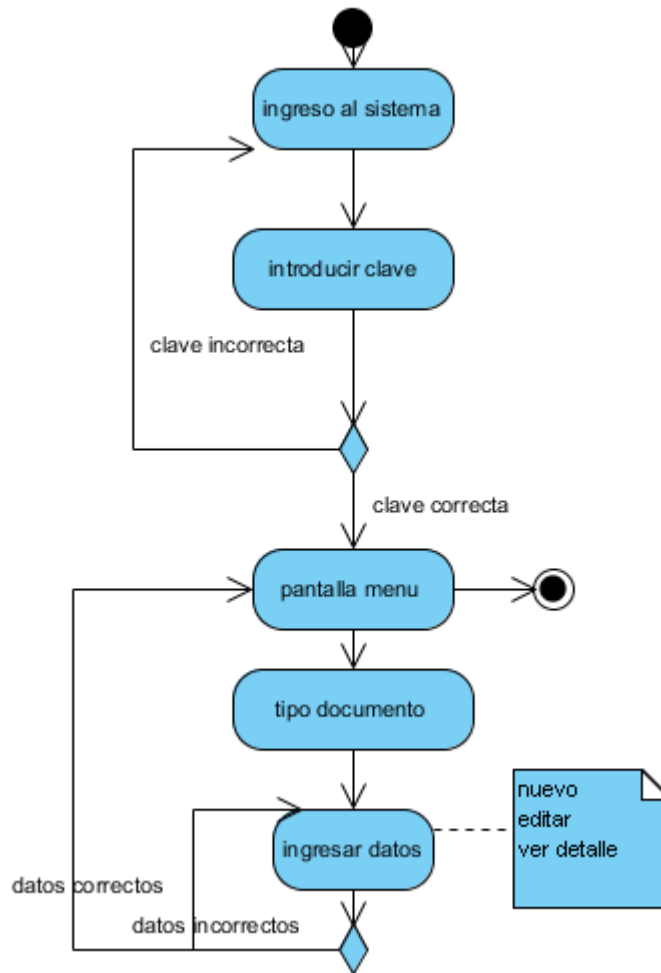 ingreso al sistema
introducir clave
clave incorrecta
clave correcta
pantalla menu
tipo documento
nuevo
editar
ver detalle
ingresar datos
datos correctos
datos incorrectos